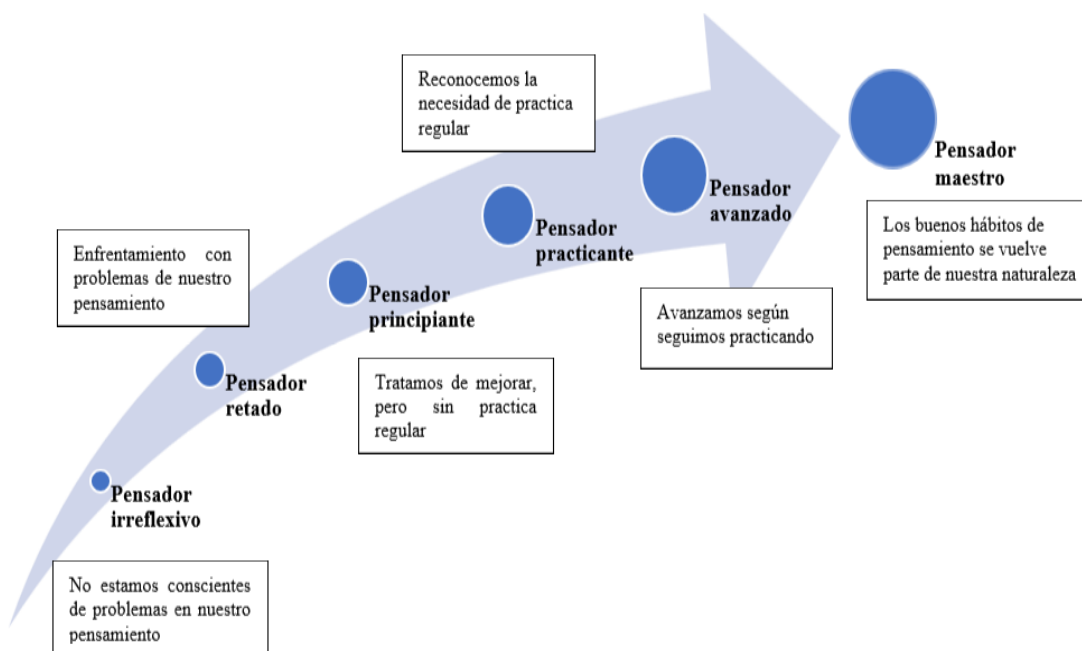 Reconocemos la
necesidad de practica
regular
Pensador
maestro
Pensador
avanzado
Los buenos hábitos de
pensamiento se vuelve
parte de nuestra naturaleza
Pensador
practicante
Enfrentamiento con
problemas de nuestro
pensamiento
Pensador
principiante
Avanzamos según
seguimos practicando
Pensador
retado
Tratamos de mejorar,
pero sin practica
regular
Pensador
irreflexivo
No estamos conscientes
de problemas en nuestro
pensamiento